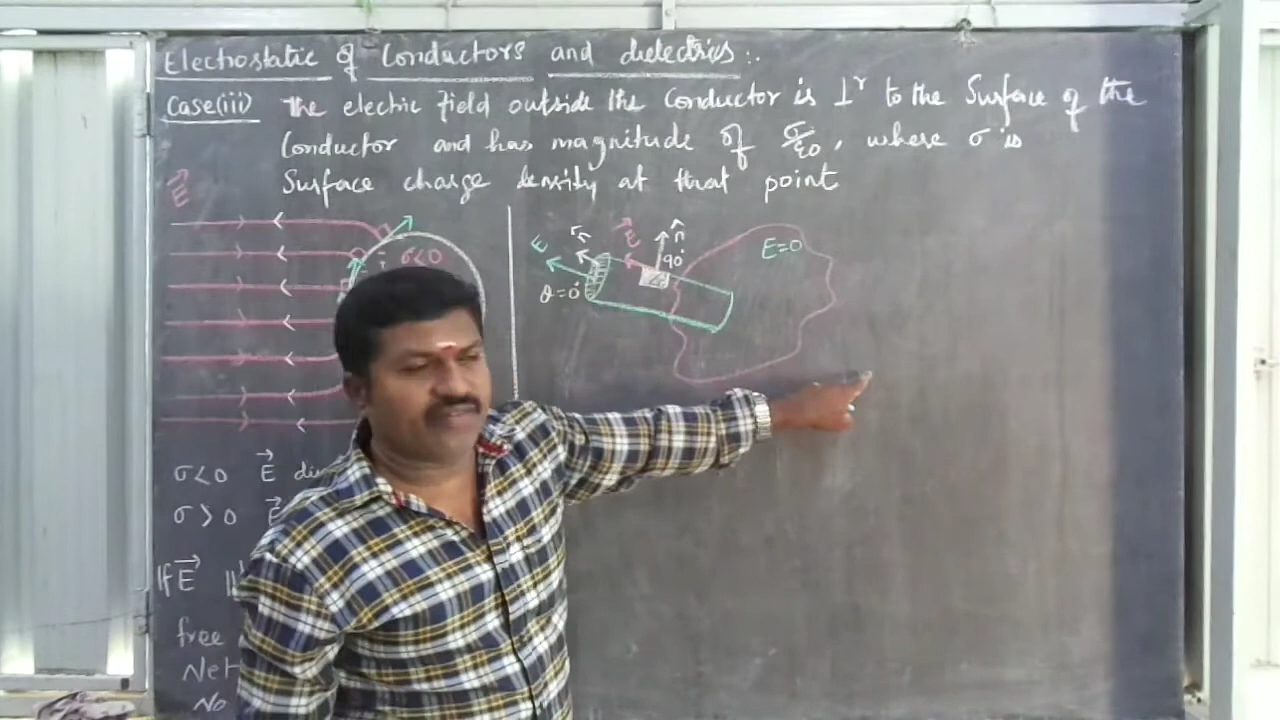 Electrostatic of Conductors and dielectrics:.
Case(iii) The electric field outside the Conductor is ⊥r to the Surface of the
Conductor and has magnitude of σ/ε0, where σ is
Surface charge density at that point
E⃗
σ<0
E
n̂
E⃗
n̂
90°
E=0
θ=0°
σ<0 E⃗
σ>0 E⃗
If E⃗ ||
free
Net
No